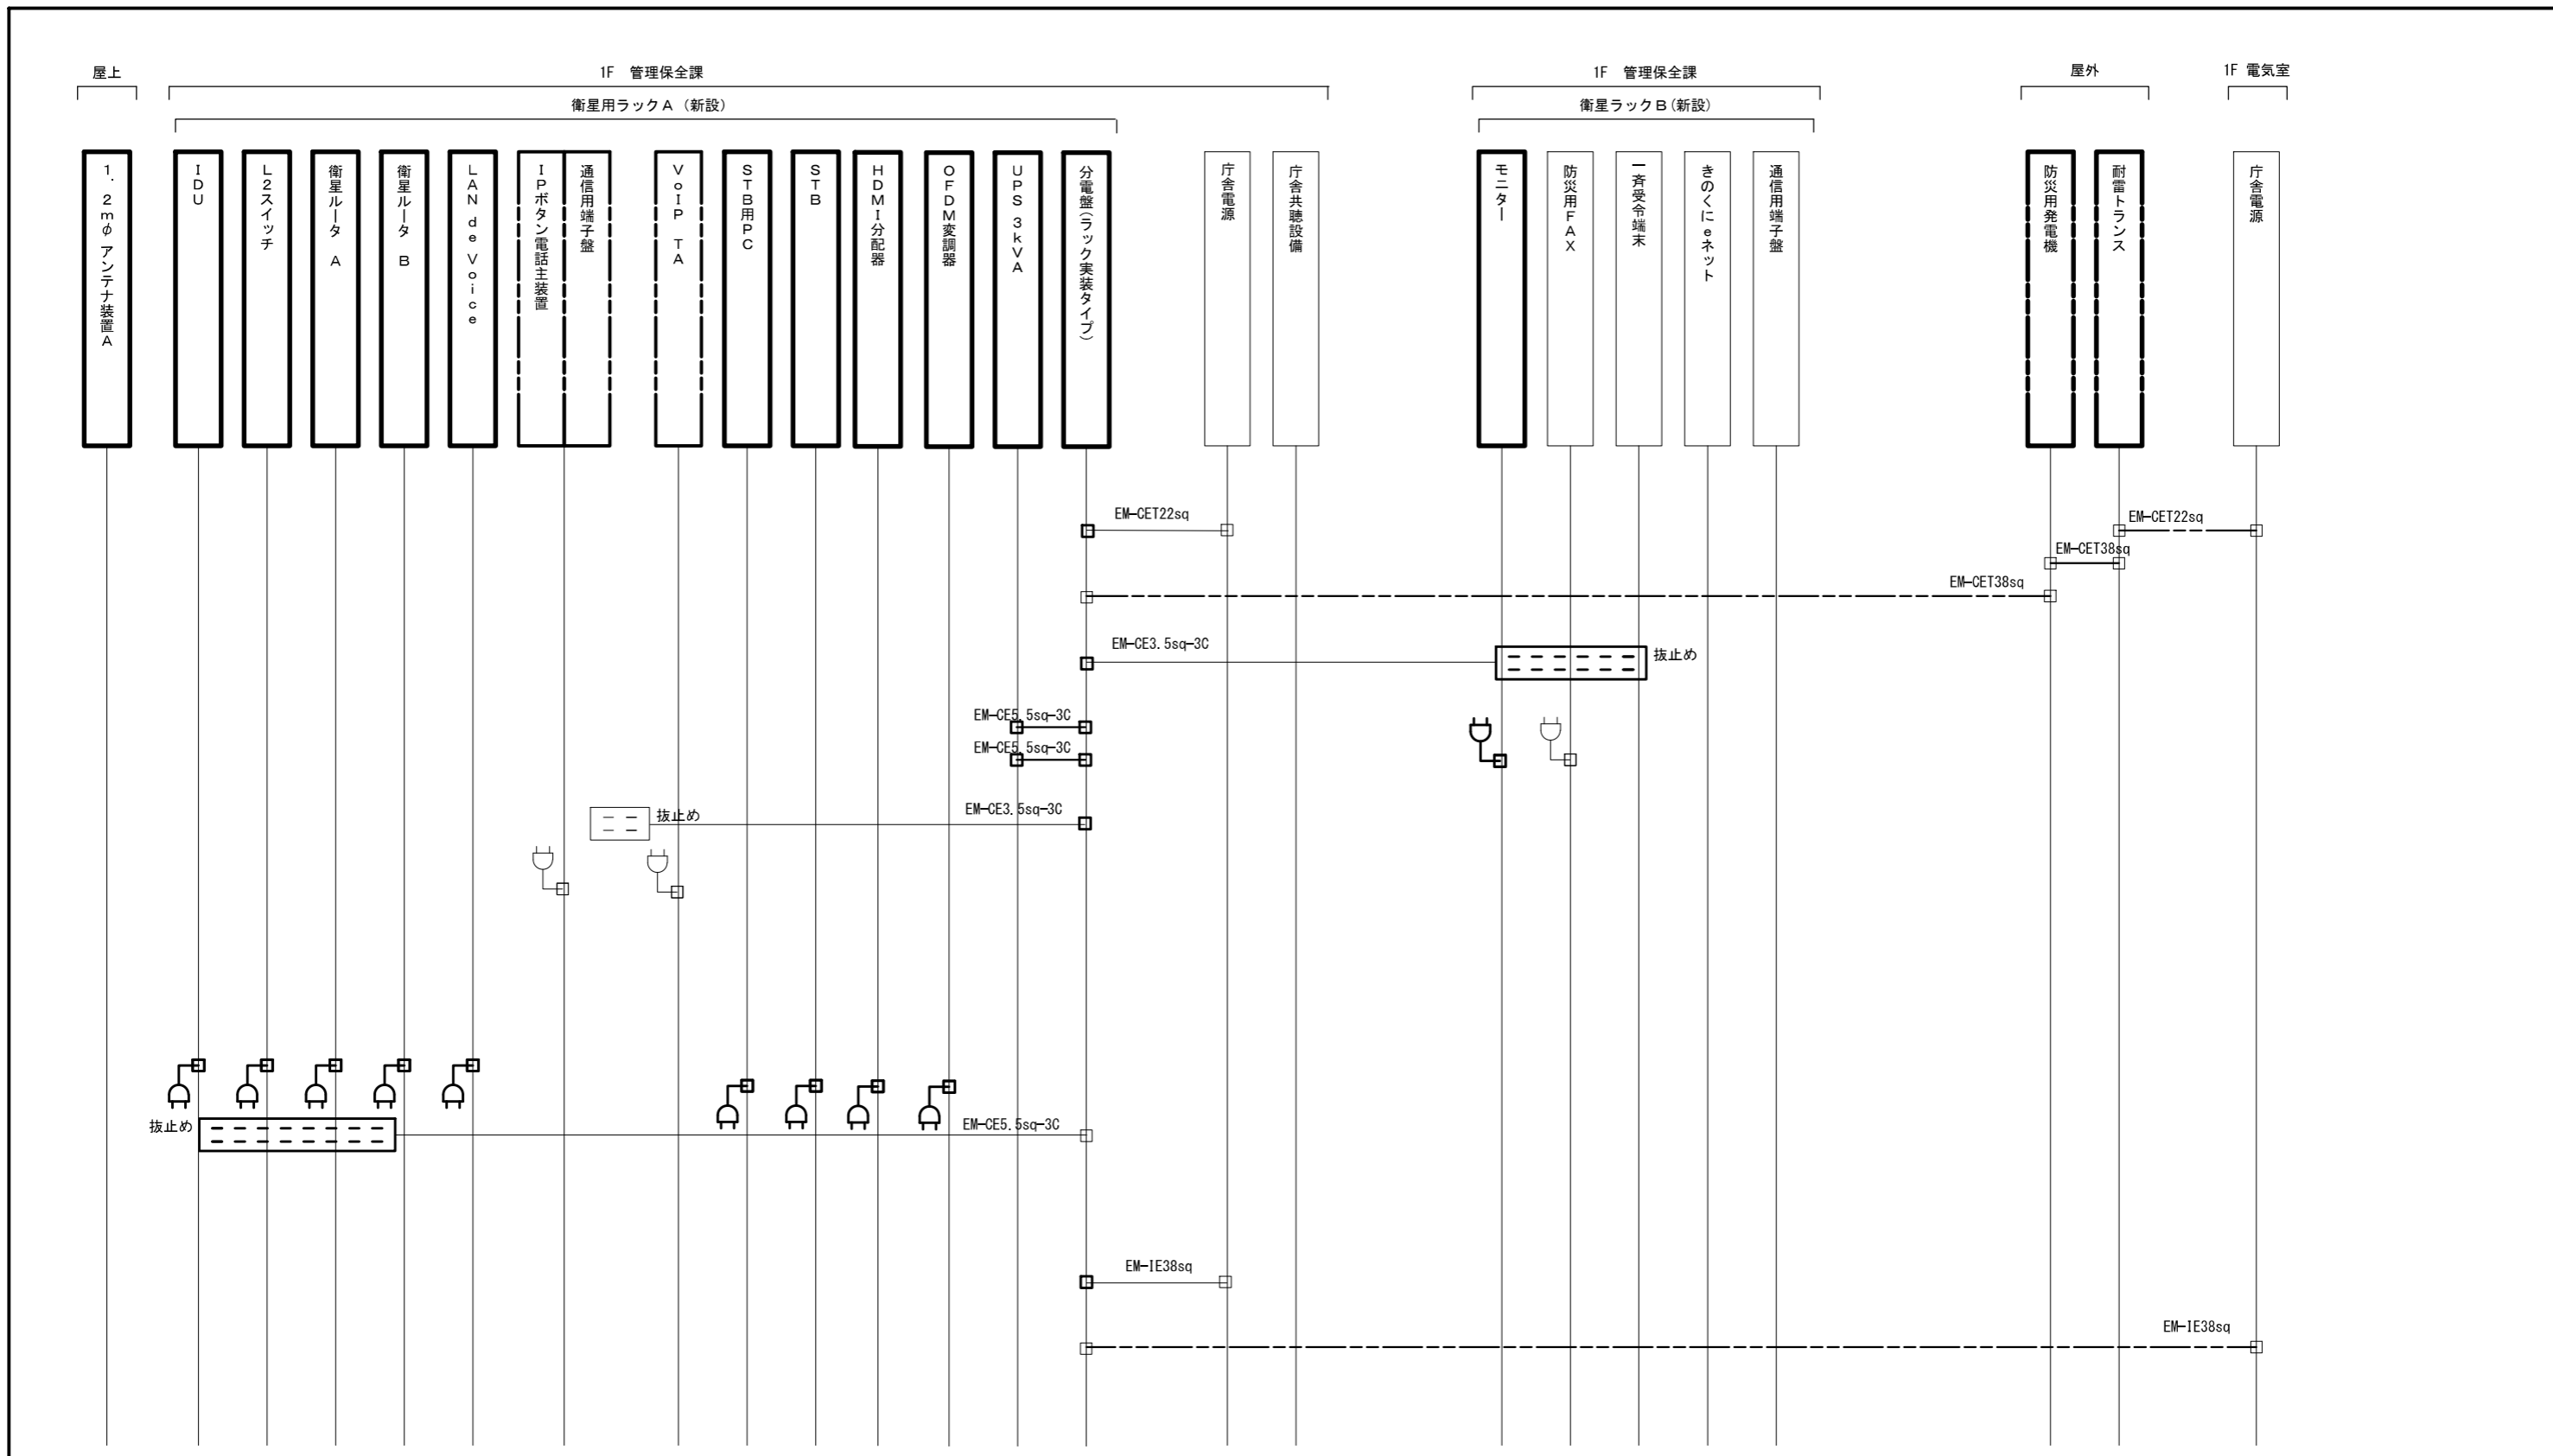 屋上
1F 管理保全課
1F 管理保全課
屋外
1F 電気室
衛星用ラックA（新設）
衛星ラックB(新設)
1．2mφ アンテナ装置A
IDU
L2スイッチ
衛星ルータ A
衛星ルータ B
LAN de Voice
IPボタン電話主装置
通信用端子盤
VoIP TA
STB用PC
STB
HDMI分配器
OFDM変調器
UPS 3kVA
分電盤(ラック実装タイプ)
庁舎電源
庁舎共聴設備
モニター
防災用FAX
一斉受令端末
きのくにeネット
通信用端子盤
防災用発電機
耐雷トランス
庁舎電源
EM-CET22sq
EM-CET22sq
EM-CET38sq
EM-CET38sq
EM-CE3.5sq-3C
抜止め
EM-CE5.5sq-3C
EM-CE5.5sq-3C
EM-CE3.5sq-3C
抜止め
抜止め
EM-CE5.5sq-3C
EM-IE38sq
EM-IE38sq